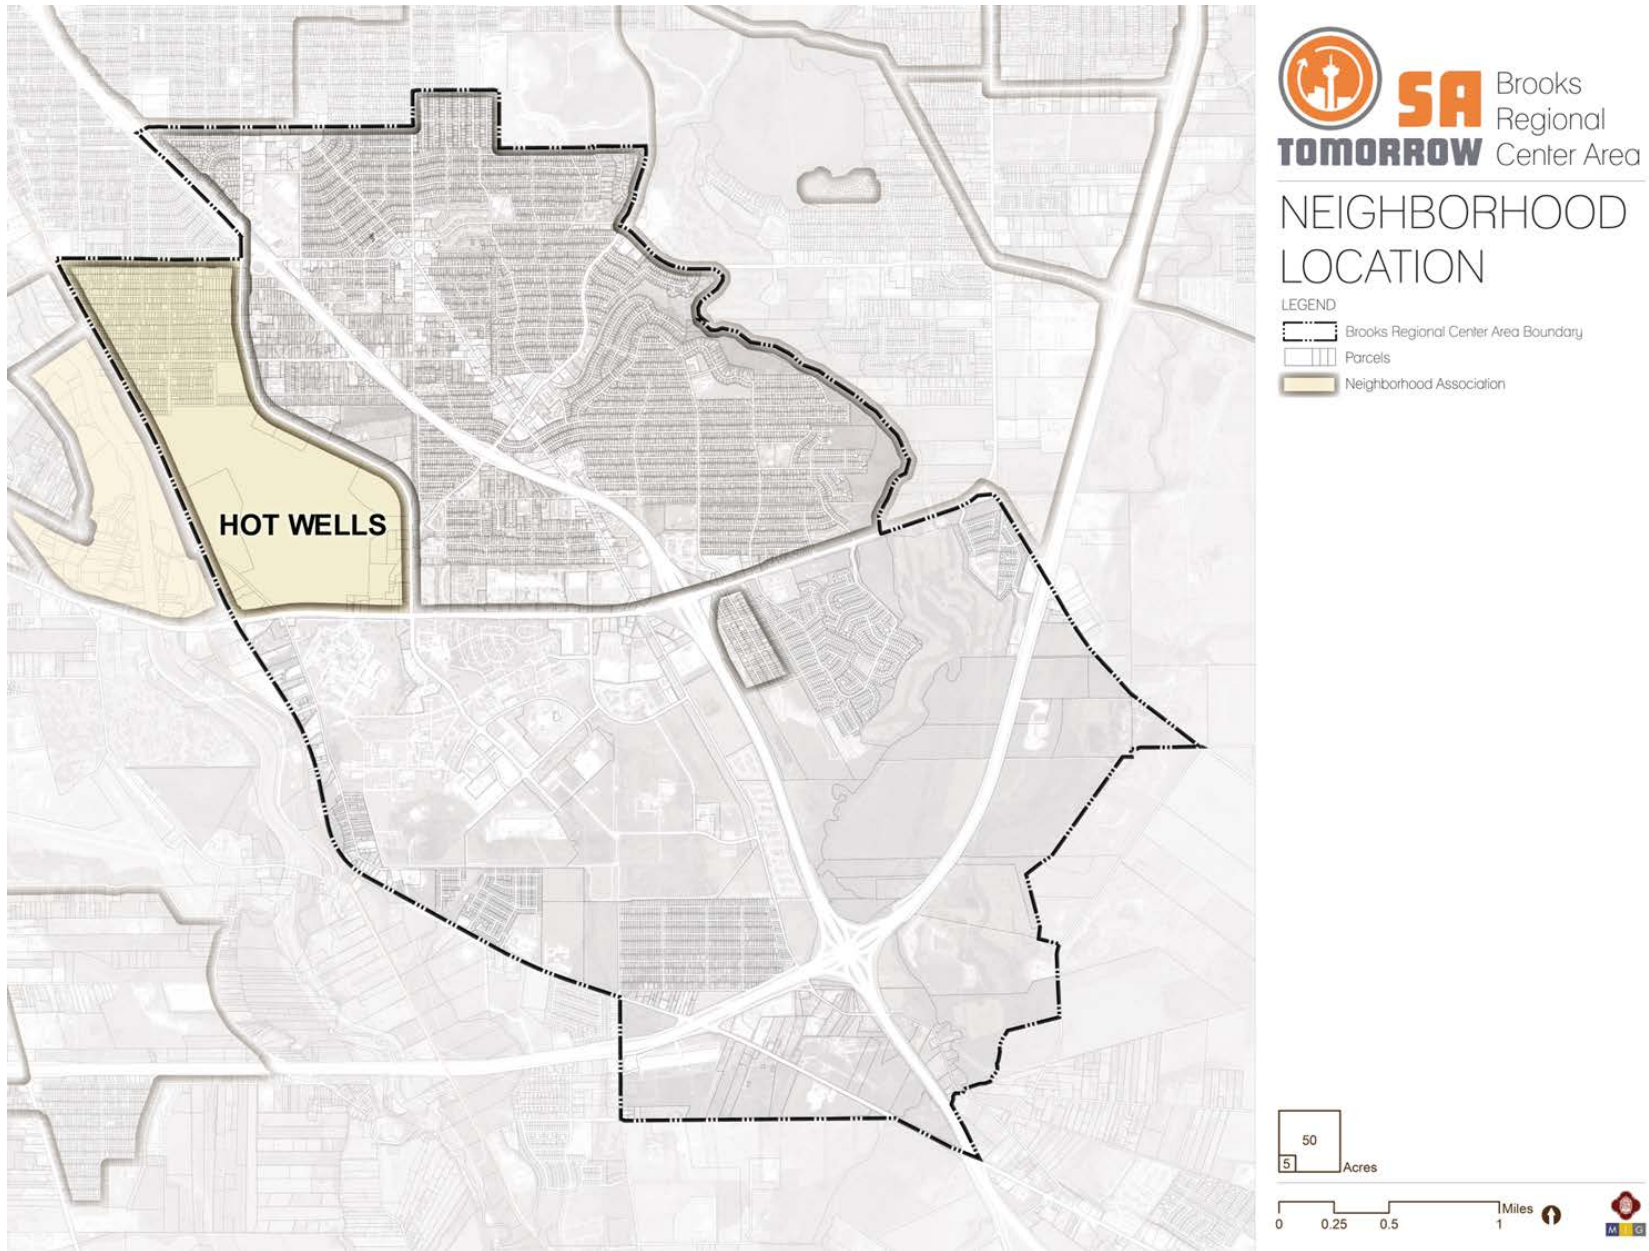 HOT WELLS
SA
TOMORROW
Brooks
Regional
Center Area
NEIGHBORHOOD
LOCATION
LEGEND
Brooks Regional Center Area Boundary
Parcels
Neighborhood Association
50
5
Acres
Miles
0
0.25
0.5
1
M I G